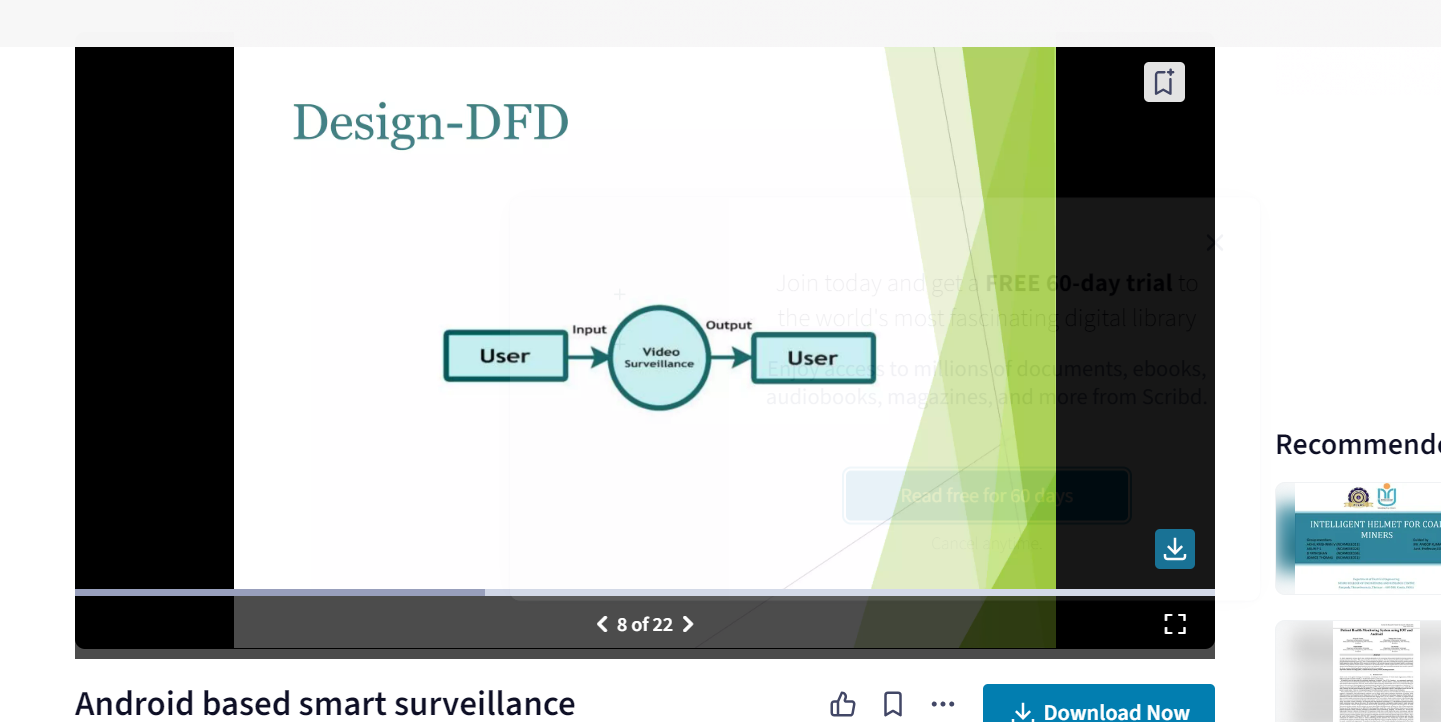 Design-DFD
Join today and get a FREE 60-day trial to
the world's most fascinating digital library
Input
Output
User
Video
Surveillance
User
Enjoy access to millions of documents, ebooks,
audiobooks, magazines, and more from Scribd.
Read free for 60 days
Cancel anytime
Recommende
INTELLIGENT HELMET FOR COAL
MINERS
8 of 22
Android based smart surveillance
Download Now